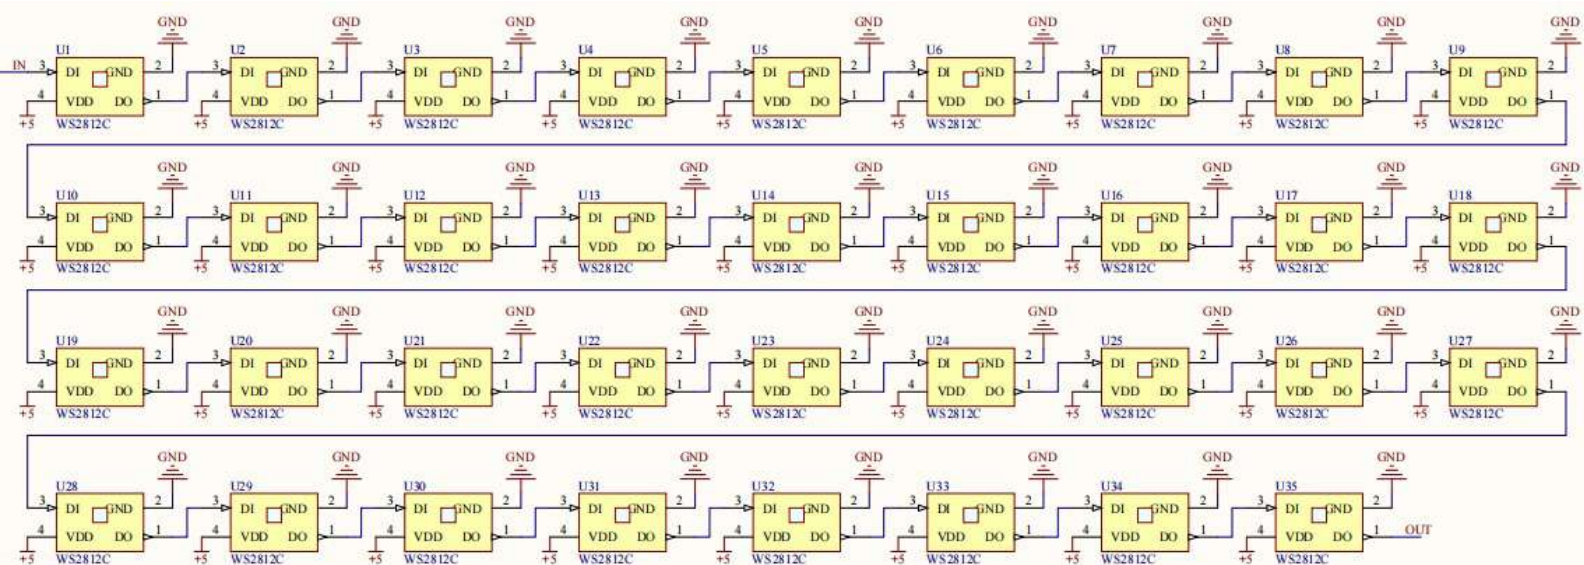 GND GND GND GND GND GND GND GND GND
U1 U2 U3 U4 U5 U6 U7 U8 U9
IN 3 DI GND 2 3 DI GND 2 3 DI GND 2 3 DI GND 2 3 DI GND 2 3 DI GND 2 3 DI GND 2 3 DI GND 2 3 DI GND 2
4 VDD DO 1 4 VDD DO 1 4 VDD DO 1 4 VDD DO 1 4 VDD DO 1 4 VDD DO 1 4 VDD DO 1 4 VDD DO 1 4 VDD DO 1
+5 WS2812C +5 WS2812C +5 WS2812C +5 WS2812C +5 WS2812C +5 WS2812C +5 WS2812C +5 WS2812C +5 WS2812C
GND GND GND GND GND GND GND GND GND
U10 U11 U12 U13 U14 U15 U16 U17 U18
3 DI GND 2 3 DI GND 2 3 DI GND 2 3 DI GND 2 3 DI GND 2 3 DI GND 2 3 DI GND 2 3 DI GND 2 3 DI GND 2
4 VDD DO 1 4 VDD DO 1 4 VDD DO 1 4 VDD DO 1 4 VDD DO 1 4 VDD DO 1 4 VDD DO 1 4 VDD DO 1 4 VDD DO 1
+5 WS2812C +5 WS2812C +5 WS2812C +5 WS2812C +5 WS2812C +5 WS2812C +5 WS2812C +5 WS2812C +5 WS2812C
GND GND GND GND GND GND GND GND GND
U19 U20 U21 U22 U23 U24 U25 U26 U27
3 DI GND 2 3 DI GND 2 3 DI GND 2 3 DI GND 2 3 DI GND 2 3 DI GND 2 3 DI GND 2 3 DI GND 2 3 DI GND 2
4 VDD DO 1 4 VDD DO 1 4 VDD DO 1 4 VDD DO 1 4 VDD DO 1 4 VDD DO 1 4 VDD DO 1 4 VDD DO 1 4 VDD DO 1
+5 WS2812C +5 WS2812C +5 WS2812C +5 WS2812C +5 WS2812C +5 WS2812C +5 WS2812C +5 WS2812C +5 WS2812C
GND GND GND GND GND GND GND GND
U28 U29 U30 U31 U32 U33 U34 U35
3 DI GND 2 3 DI GND 2 3 DI GND 2 3 DI GND 2 3 DI GND 2 3 DI GND 2 3 DI GND 2 3 DI GND 2
4 VDD DO 1 4 VDD DO 1 4 VDD DO 1 4 VDD DO 1 4 VDD DO 1 4 VDD DO 1 4 VDD DO 1 4 VDD DO 1 OUT
+5 WS2812C +5 WS2812C +5 WS2812C +5 WS2812C +5 WS2812C +5 WS2812C +5 WS2812C +5 WS2812C